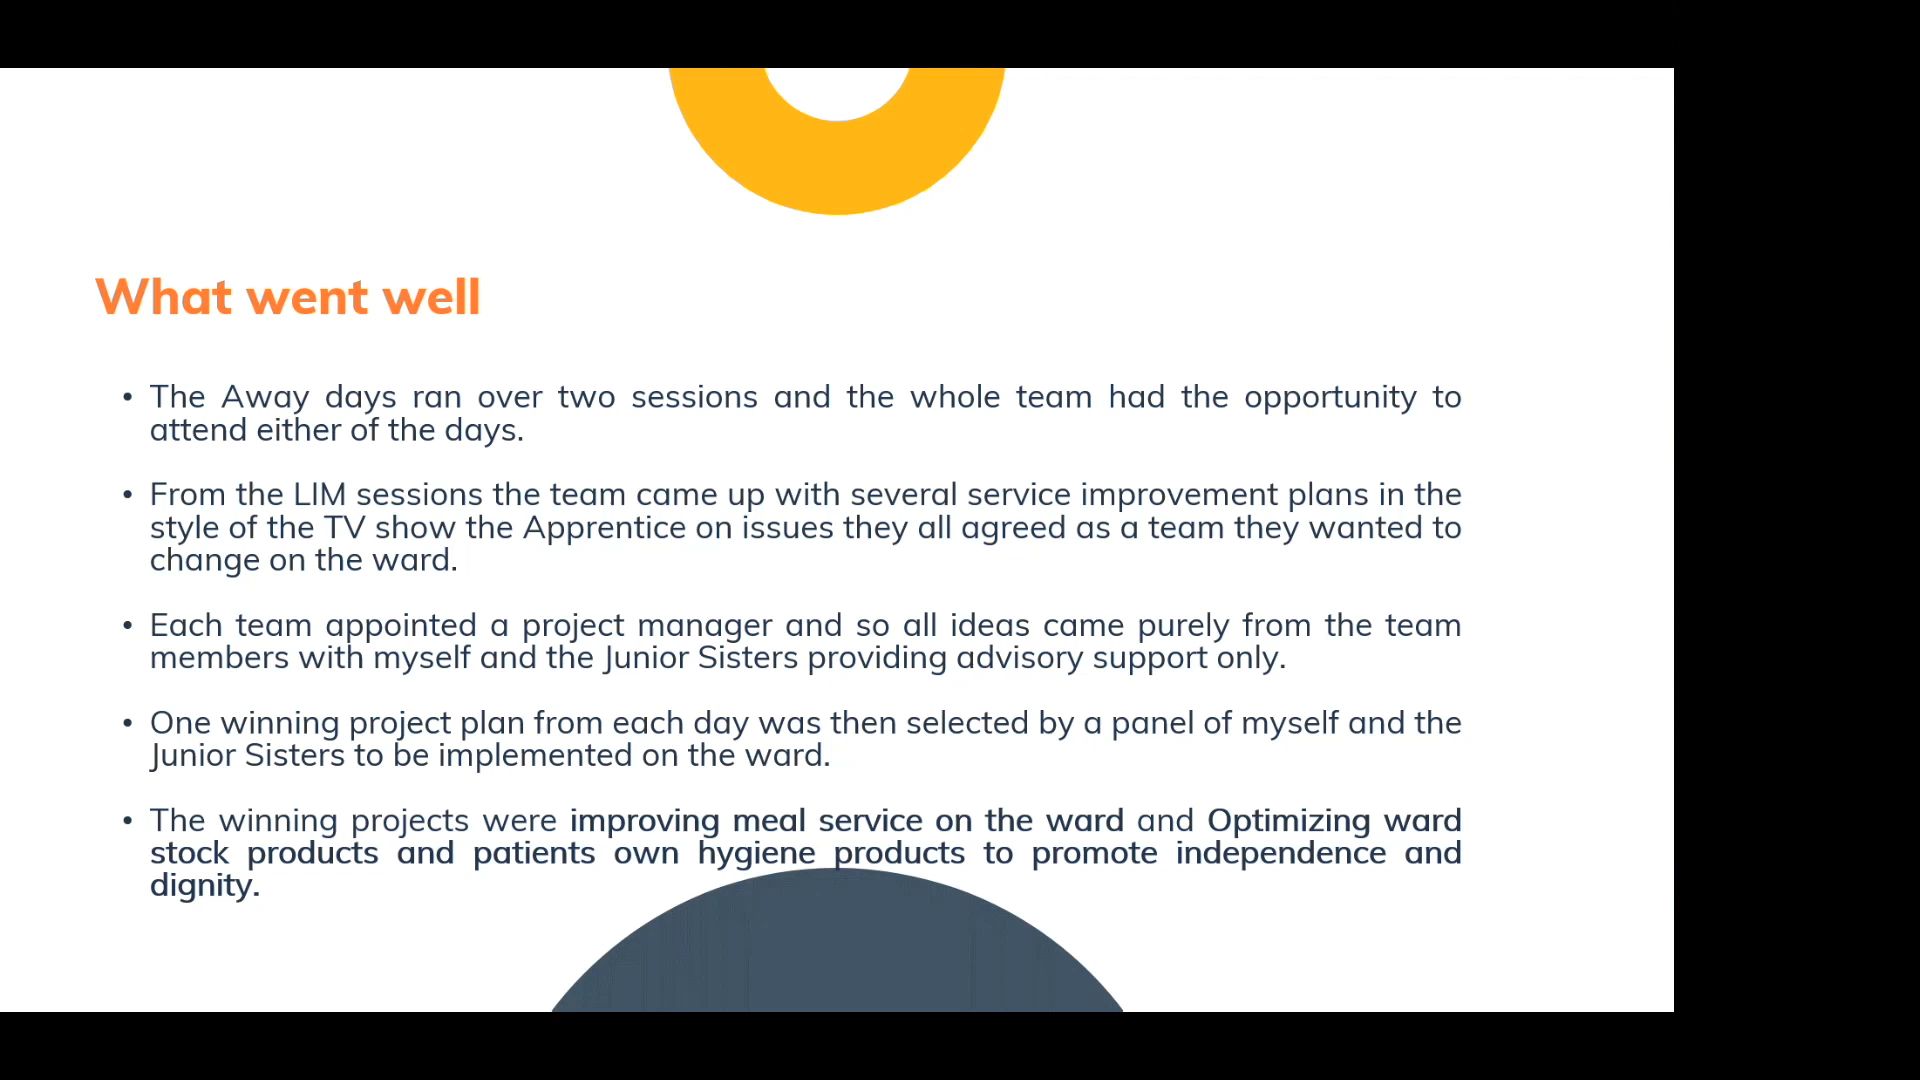 What went well
• The Away days ran over two sessions and the whole team had the opportunity to
attend either of the days.
• From the LIM sessions the team came up with several service improvement plans in the
style of the TV show the Apprentice on issues they all agreed as a team they wanted to
change on the ward.
• Each team appointed a project manager and so all ideas came purely from the team
members with myself and the Junior Sisters providing advisory support only.
• One winning project plan from each day was then selected by a panel of myself and the
Junior Sisters to be implemented on the ward.
• The winning projects were improving meal service on the ward and Optimizing ward
stock products and patients own hygiene products to promote independence and
dignity.